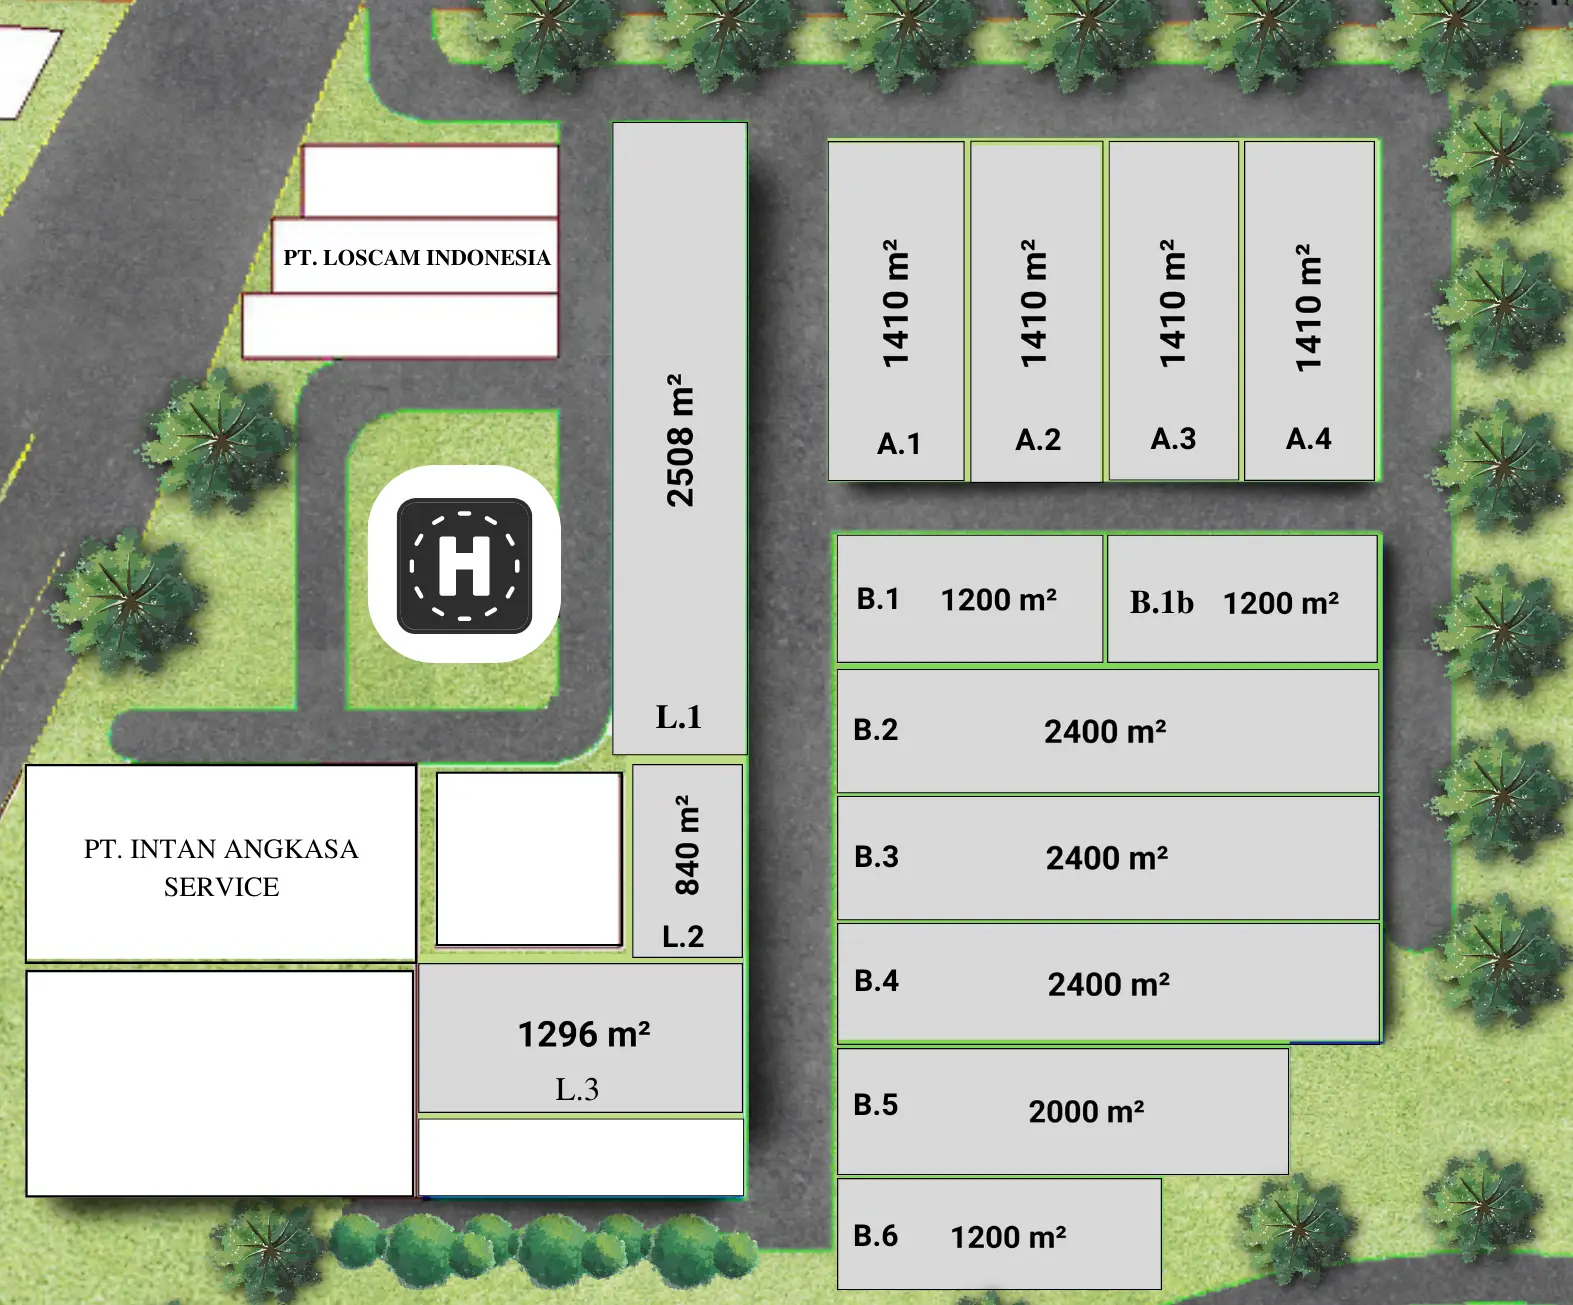 PT. LOSCAM INDONESIA
H
2508 m²
L.1
1410 m²
A.1
1410 m²
A.2
1410 m²
A.3
1410 m²
A.4
B.1 1200 m²
B.1b 1200 m²
B.2 2400 m²
B.3 2400 m²
B.4 2400 m²
B.5 2000 m²
B.6 1200 m²
PT. INTAN ANGKASA
SERVICE
840 m²
L.2
1296 m²
L.3